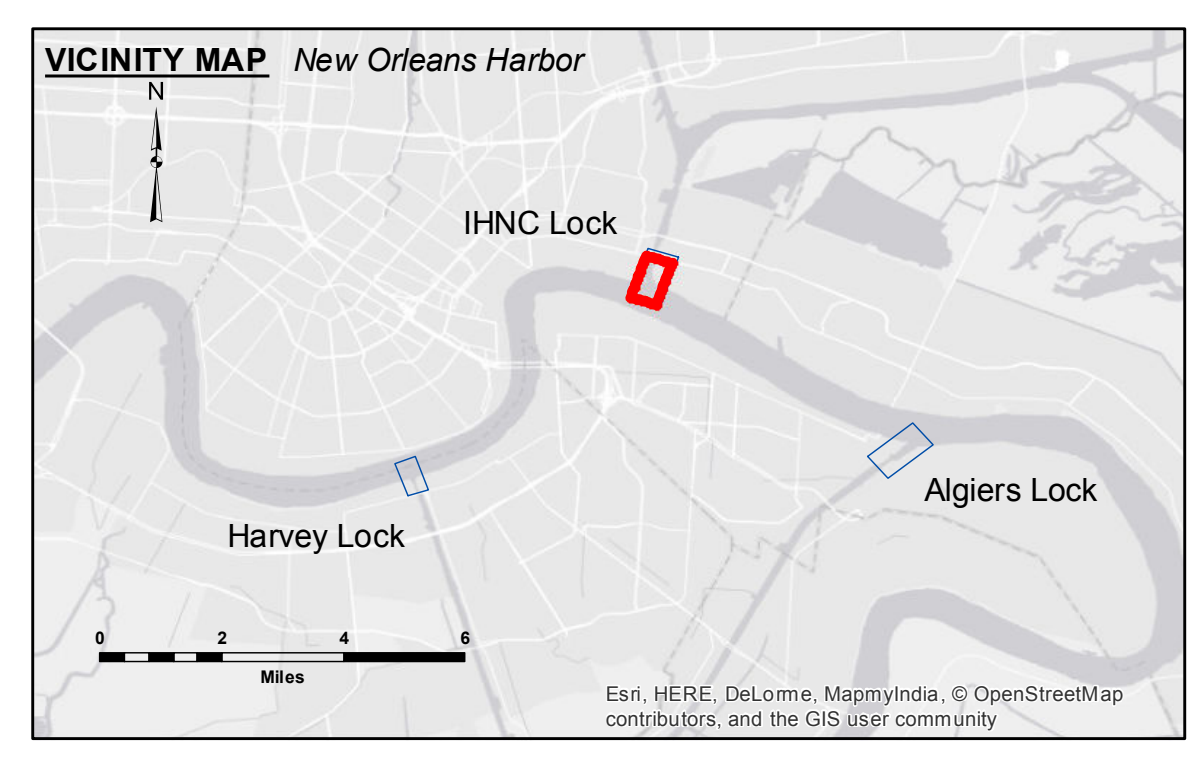 VICINITY MAP New Orleans Harbor
N
IHNC Lock
Algiers Lock
Harvey Lock
0 2 4 6
Miles
Esri, HERE, DeLorme, MapmyIndia, © OpenStreetMap
contributors, and the GIS user community